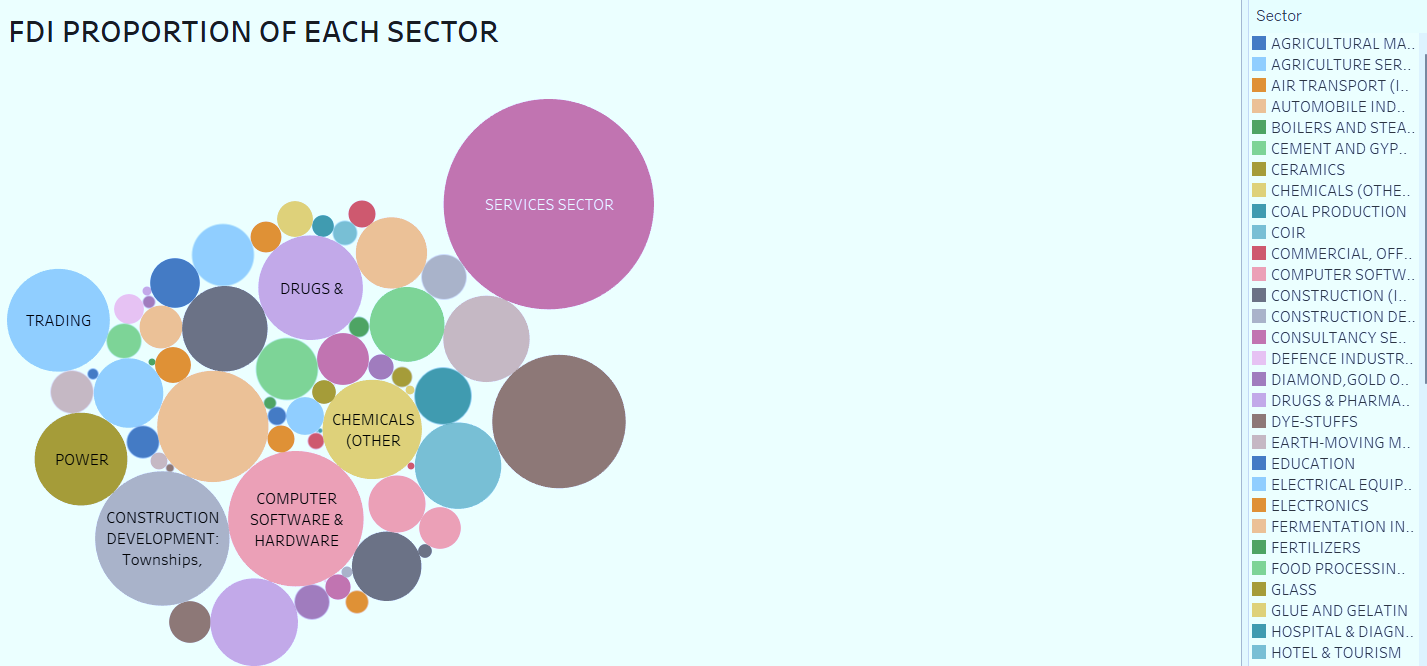 FDI PROPORTION OF EACH SECTOR
SERVICES SECTOR
DRUGS &
TRADING
CHEMICALS
(OTHER
POWER
COMPUTER
SOFTWARE &
HARDWARE
CONSTRUCTION
DEVELOPMENT:
Townships,
Sector
AGRICULTURAL MA..
AGRICULTURE SER..
AIR TRANSPORT (I..
AUTOMOBILE IND..
BOILERS AND STEA..
CEMENT AND GYP..
CERAMICS
CHEMICALS (OTHE..
COAL PRODUCTION
COIR
COMMERCIAL, OFF..
COMPUTER SOFTW..
CONSTRUCTION (I..
CONSTRUCTION DE..
CONSULTANCY SE..
DEFENCE INDUSTR..
DIAMOND,GOLD O..
DRUGS & PHARMA..
DYE-STUFFS
EARTH-MOVING M..
EDUCATION
ELECTRICAL EQUIP..
ELECTRONICS
FERMENTATION IN..
FERTILIZERS
FOOD PROCESSIN..
GLASS
GLUE AND GELATIN
HOSPITAL & DIAGN..
HOTEL & TOURISM